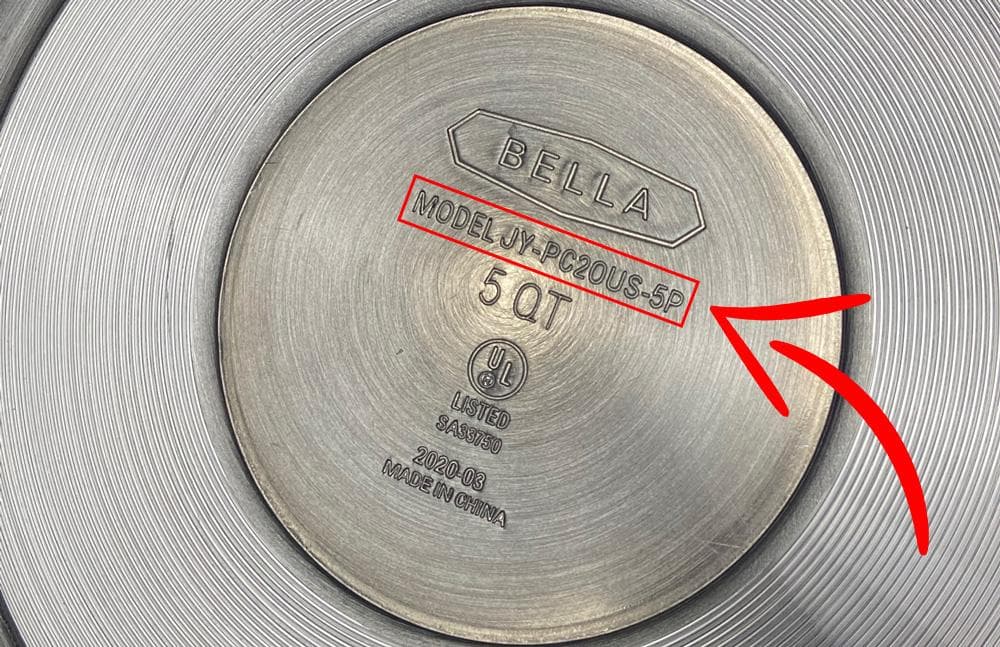 BELLA
MODEL JY-PC20US-5P
5 QT
UL
®
LISTED
SA33750
2020-03
MADE IN CHINA